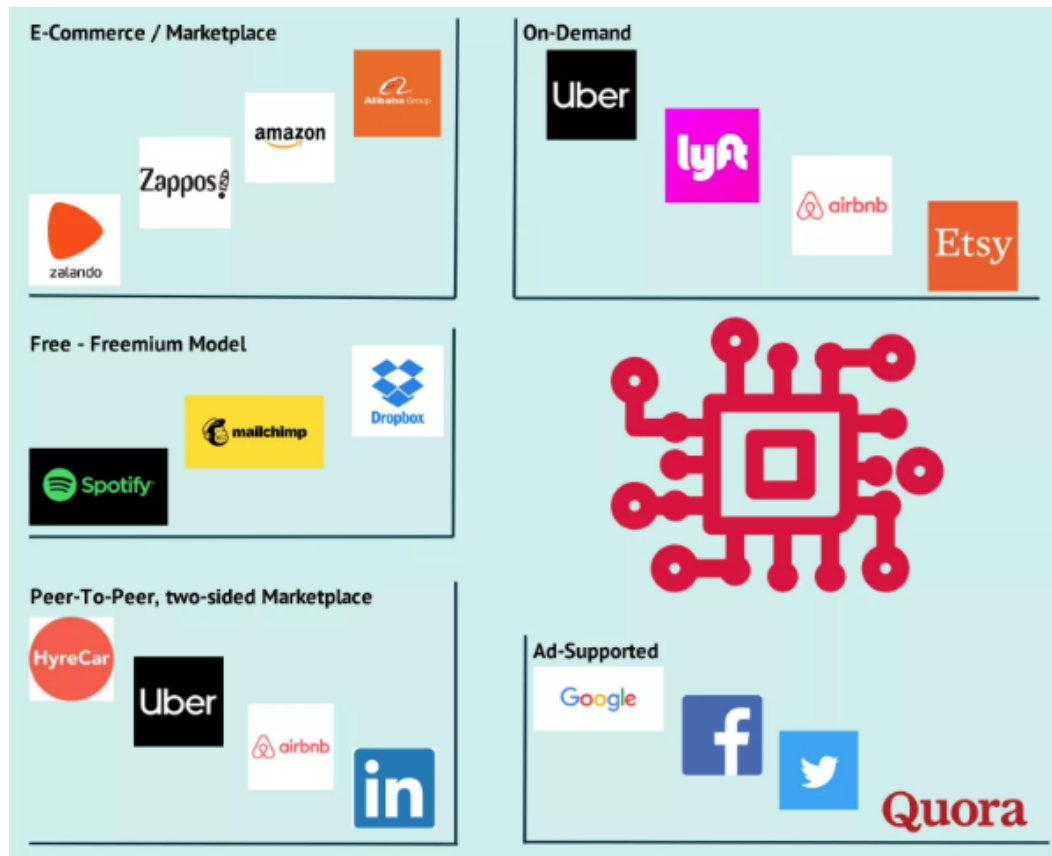 E-Commerce / Marketplace
Alibaba Group
amazon
Zappos
zalando
On-Demand
Uber
lyft
airbnb
Etsy
Free - Freemium Model
Dropbox
mailchimp
Spotify
Peer-To-Peer, two-sided Marketplace
HyreCar
Uber
airbnb
in
Ad-Supported
Google
f
Quora